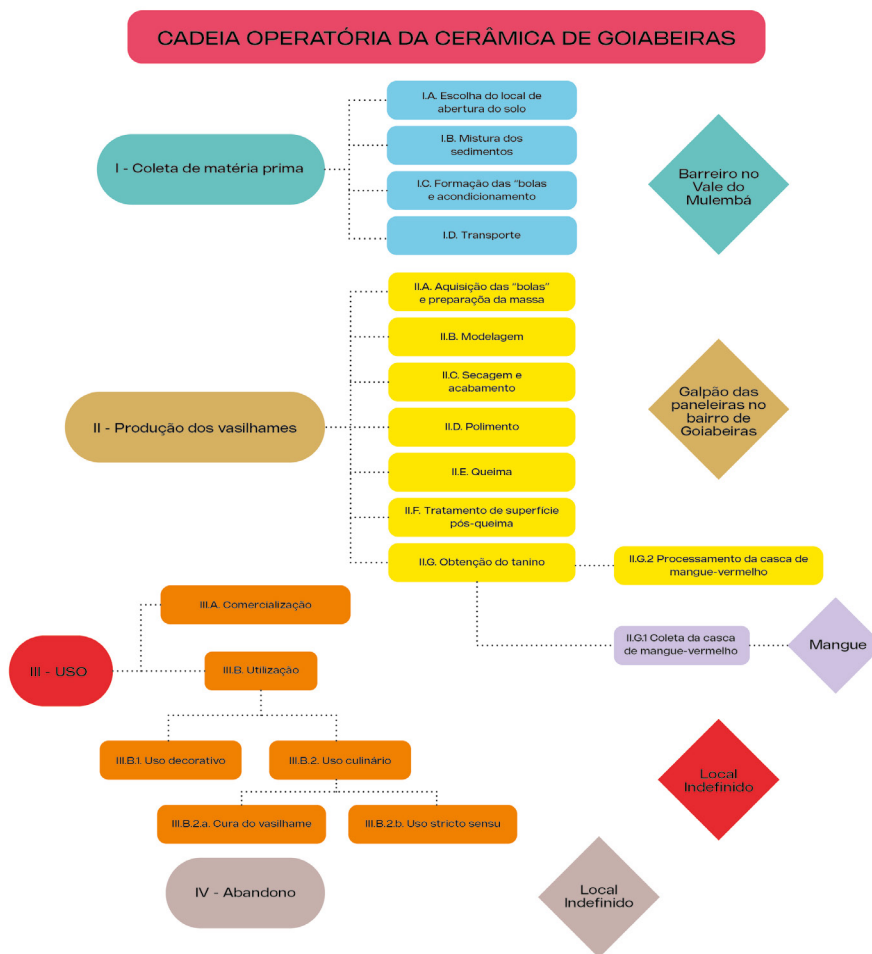 CADEIA OPERATÓRIA DA CERÂMICA DE GOIABEIRAS
I - Coleta de matéria prima
I.A. Escolha do local de
abertura do solo
I.B. Mistura dos
sedimentos
I.C. Formação das "bolas
e acondicionamento
I.D. Transporte
Barreiro no
Vale do
Mulembá
II - Produção dos vasilhames
II.A. Aquisição das "bolas"
e preparaçõa da massa
II.B. Modelagem
II.C. Secagem e
acabamento
II.D. Polimento
II.E. Queima
II.F. Tratamento de superfície
pós-queima
II.G. Obtenção do tanino
Galpão das
paneleiras no
bairro de
Goiabeiras
II.G.2 Processamento da casca de
mangue-vermelho
II.G.1 Coleta da casca
de mangue-vermelho
Mangue
III - USO
III.A. Comercialização
III.B. Utilização
III.B.1. Uso decorativo
III.B.2. Uso culinário
III.B.2.a. Cura do vasilhame
III.B.2.b. Uso stricto sensu
Local
Indefinido
IV - Abandono
Local
Indefinido